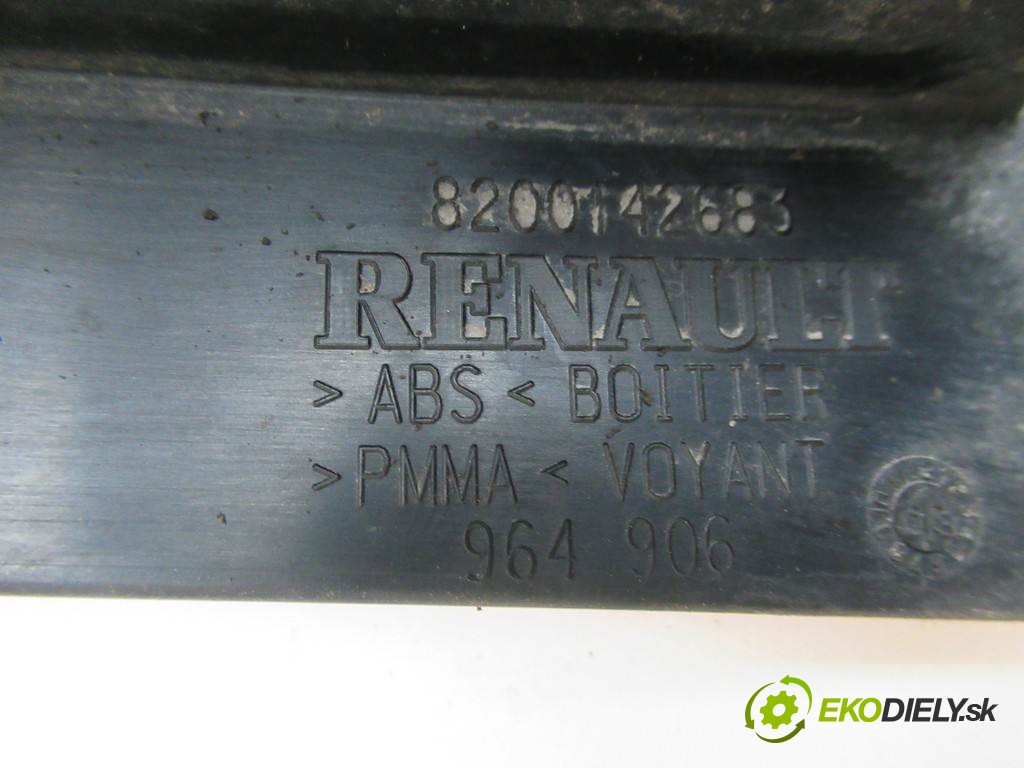 8200142683
RENAULT
> ABS < BOITIER
> PMMA < VOYANT
964 906
EKODIELY.sk